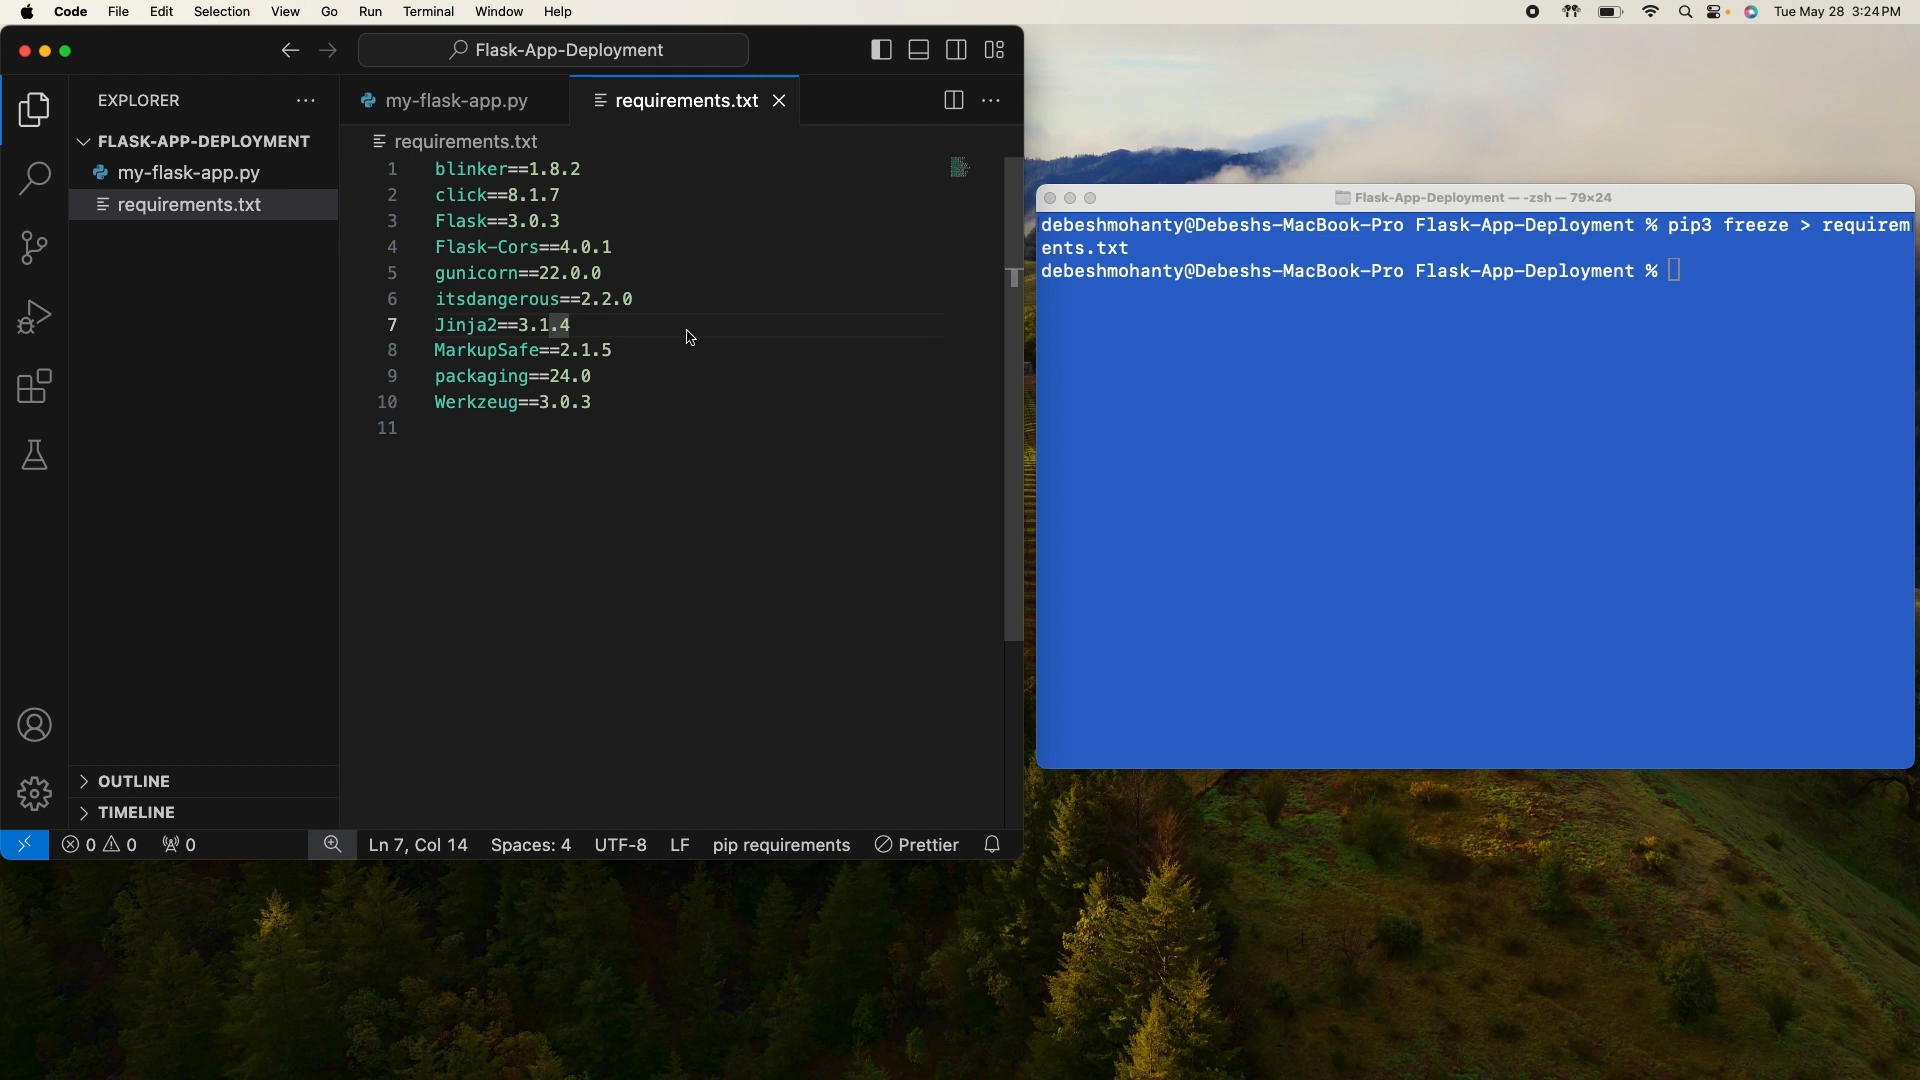 Code File Edit Selection View Go Run Terminal Window Help Tue May 28 3:24 PM
Flask-App-Deployment
EXPLORER
FLASK-APP-DEPLOYMENT
my-flask-app.py
requirements.txt
OUTLINE
TIMELINE
my-flask-app.py requirements.txt
requirements.txt
1 blinker==1.8.2
2 click==8.1.7
3 Flask==3.0.3
4 Flask-Cors==4.0.1
5 gunicorn==22.0.0
6 itsdangerous==2.2.0
7 Jinja2==3.1.4
8 MarkupSafe==2.1.5
9 packaging==24.0
10 Werkzeug==3.0.3
11
0 0 0 Ln 7, Col 14 Spaces: 4 UTF-8 LF pip requirements Prettier
Flask-App-Deployment — -zsh — 79×24
debeshmohanty@Debeshs-MacBook-Pro Flask-App-Deployment % pip3 freeze > requirem
ents.txt
debeshmohanty@Debeshs-MacBook-Pro Flask-App-Deployment %